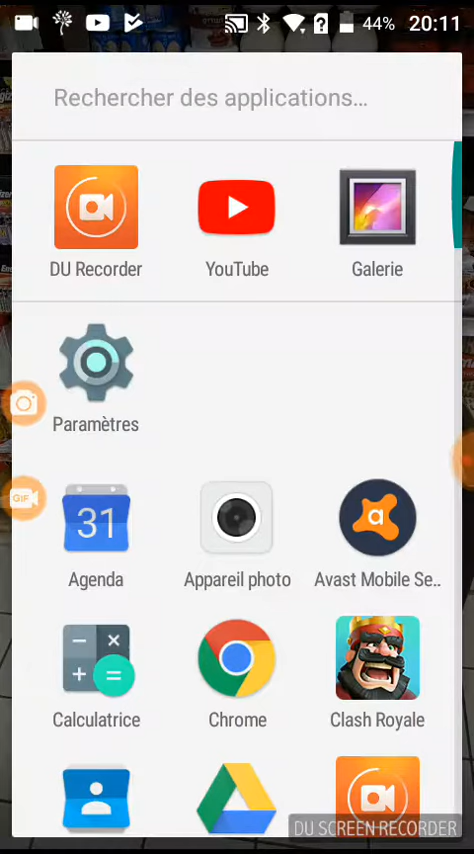 44% 20:11
Rechercher des applications...
DU Recorder YouTube Galerie
Paramètres
GIF
31
Agenda Appareil photo Avast Mobile Se..
Calculatrice Chrome Clash Royale
DU SCREEN RECORDER